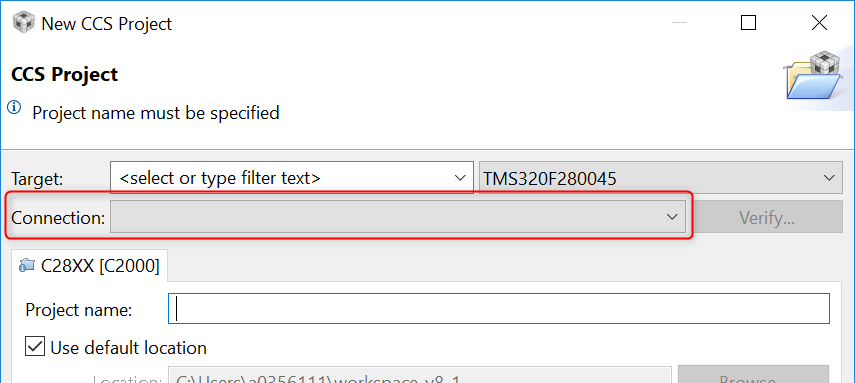 New CCS Project
CCS Project
Project name must be specified
Target: <select or type filter text> TMS320F280045
Connection: Verify...
C28XX [C2000]
Project name:
Use default location
Location: C:\Users\a0356111\workspace_v8_1 Browse...